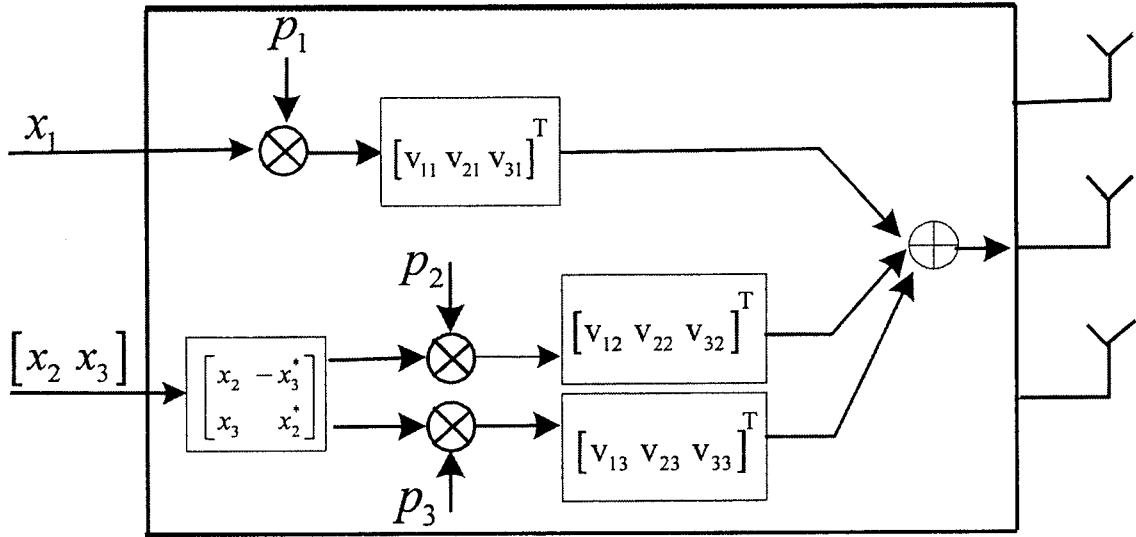 p₁
x₁
[v₁₁ v₂₁ v₃₁]ᵀ
p₂
[v₁₂ v₂₂ v₃₂]ᵀ
[x₂ x₃]
[x₂ −x₃*
x₃ x₂*]
[v₁₃ v₂₃ v₃₃]ᵀ
p₃